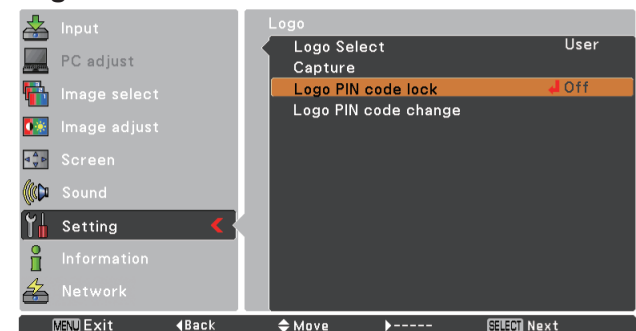 Input
PC adjust
Image select
Image adjust
Screen
Sound
Setting
Information
Network
Logo
Logo Select User
Capture
Logo PIN code lock Off
Logo PIN code change
MENU Exit Back Move ----- SELECT Next